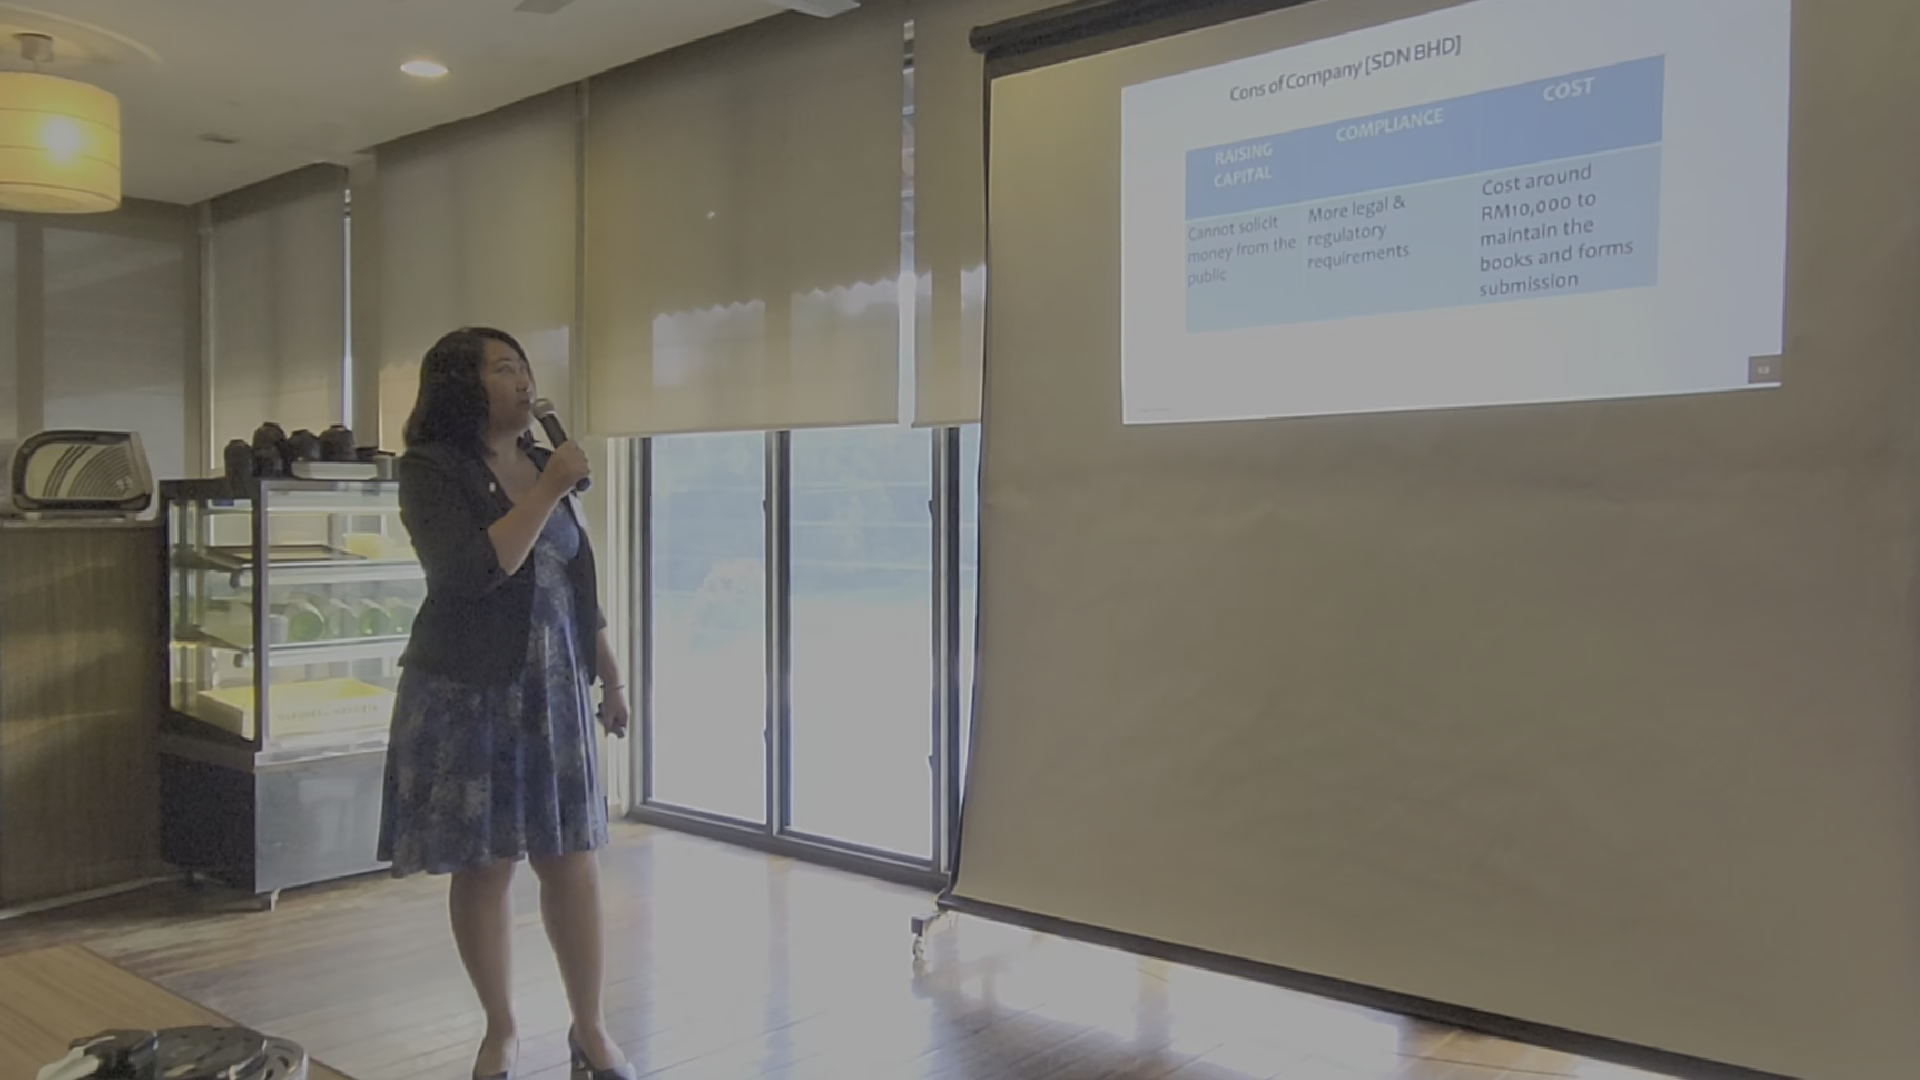 Cons of Company [SDN BHD]
RAISING
CAPITAL
COMPLIANCE
COST
Cannot solicit
money from the
public
More legal &
regulatory
requirements
Cost around
RM10,000 to
maintain the
books and forms
submission